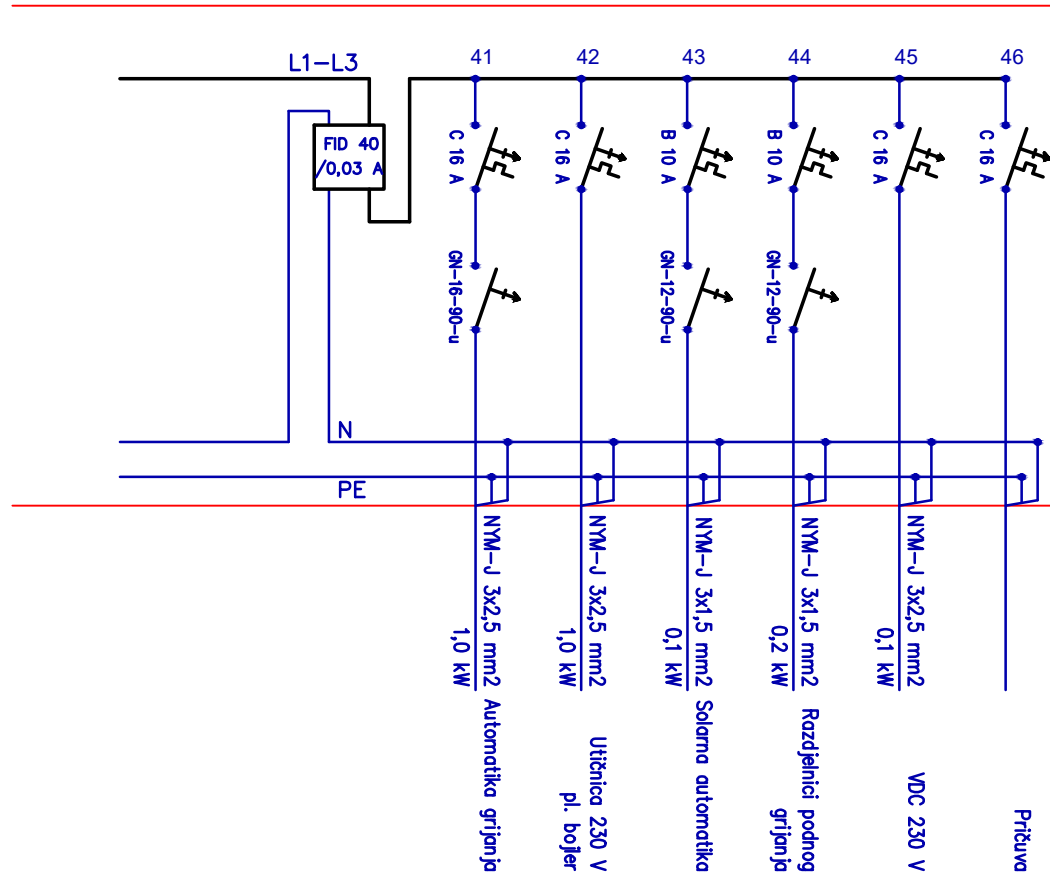 41
42
43
44
45
46
L1-L3
FID 40
/0,03 A
C 16 A
C 16 A
B 10 A
B 10 A
C 16 A
C 16 A
GN-16-90-u
GN-12-90-u
GN-12-90-u
N
PE
NYM-J 3x2,5 mm2
1,0 kW
NYM-J 3x2,5 mm2
1,0 kW
NYM-J 3x1,5 mm2
0,1 kW
NYM-J 3x1,5 mm2
0,2 kW
NYM-J 3x2,5 mm2
0,1 kW
Automatika grijanja
Utičnica 230 V
pl. bojler
Solarna automatika
Razdjelnici podnog
grijanja
VDC 230 V
Pričuva